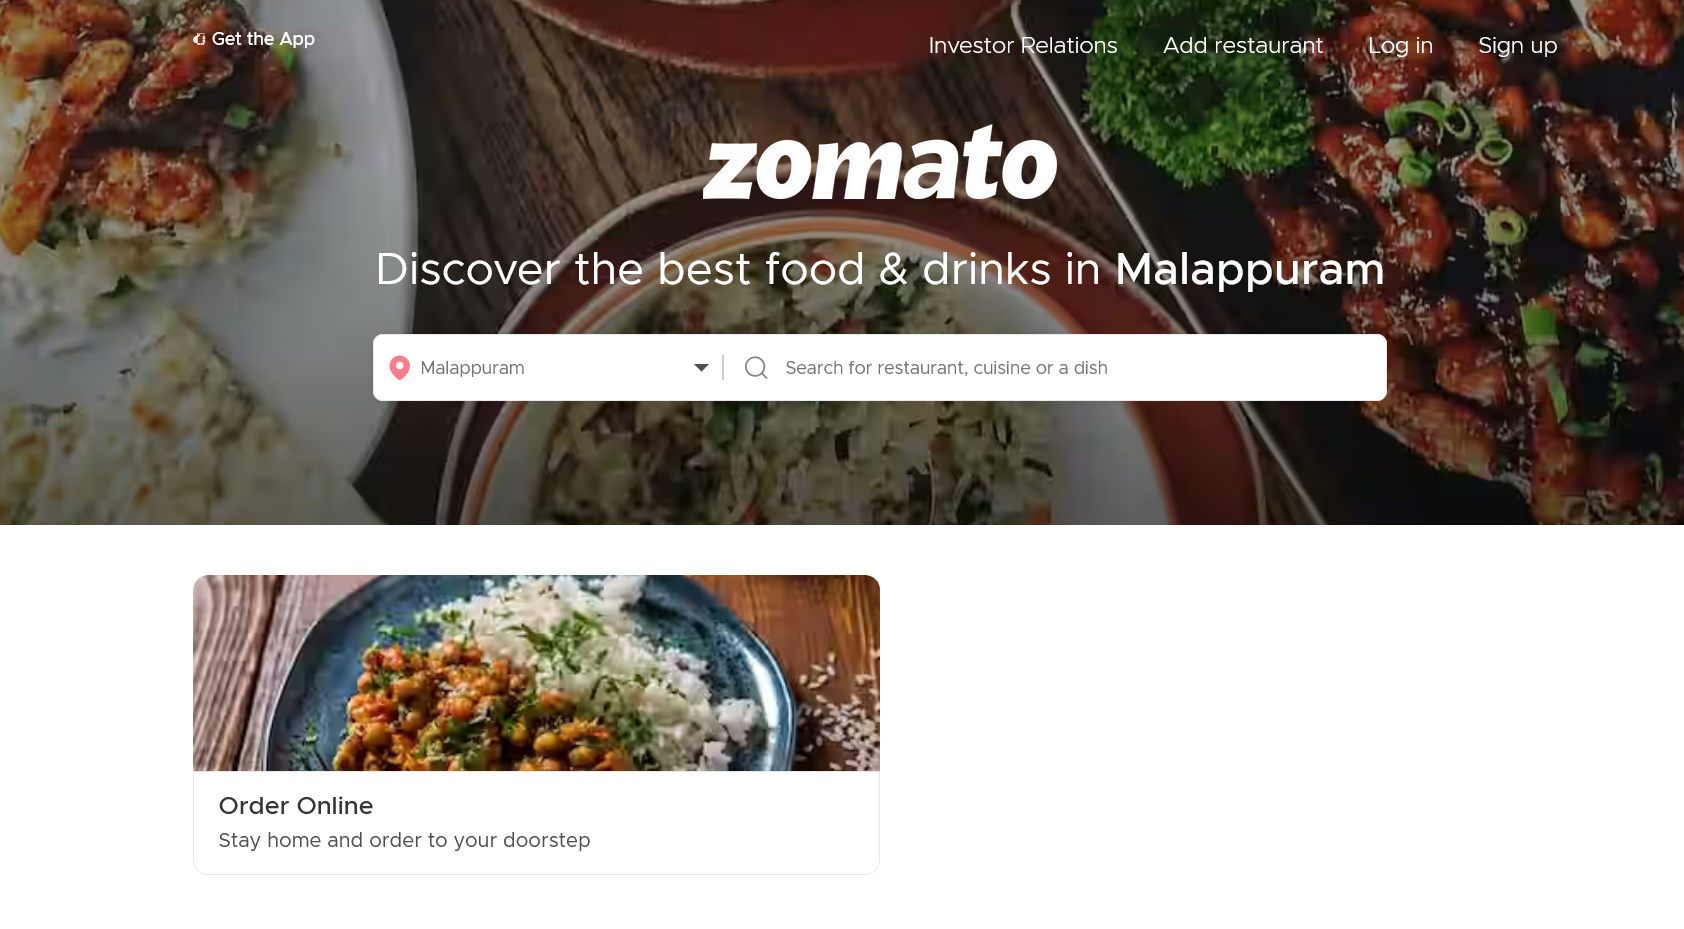 Get the App
Investor Relations
Add restaurant
Log in
Sign up
zomato
Discover the best food & drinks in Malappuram
Malappuram
Search for restaurant, cuisine or a dish
Order Online
Stay home and order to your doorstep